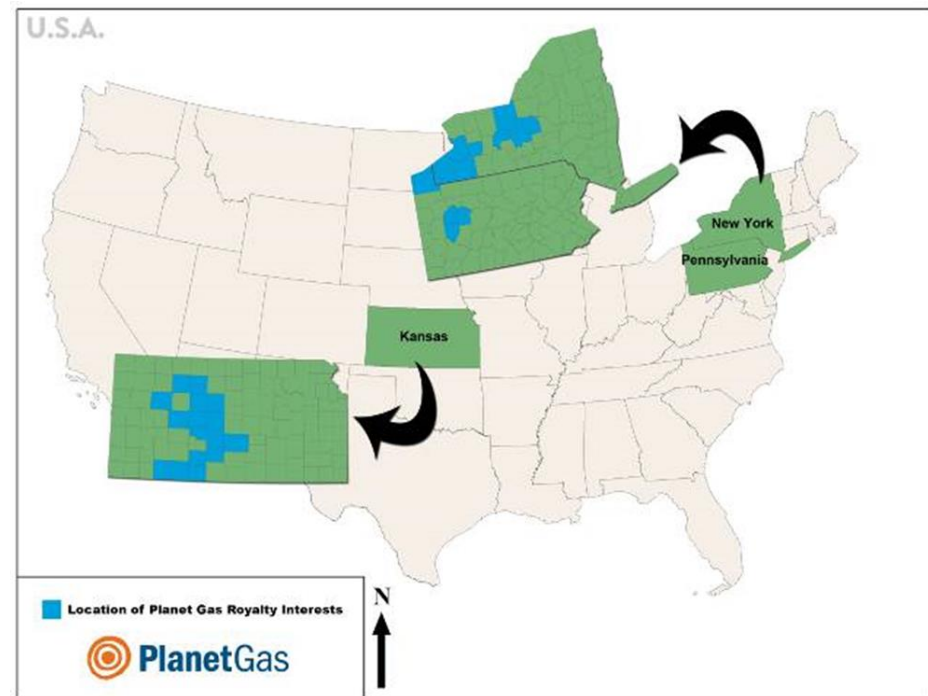 U.S.A.
New York
Pennsylvania
Kansas
Location of Planet Gas Royalty Interests
N
PlanetGas